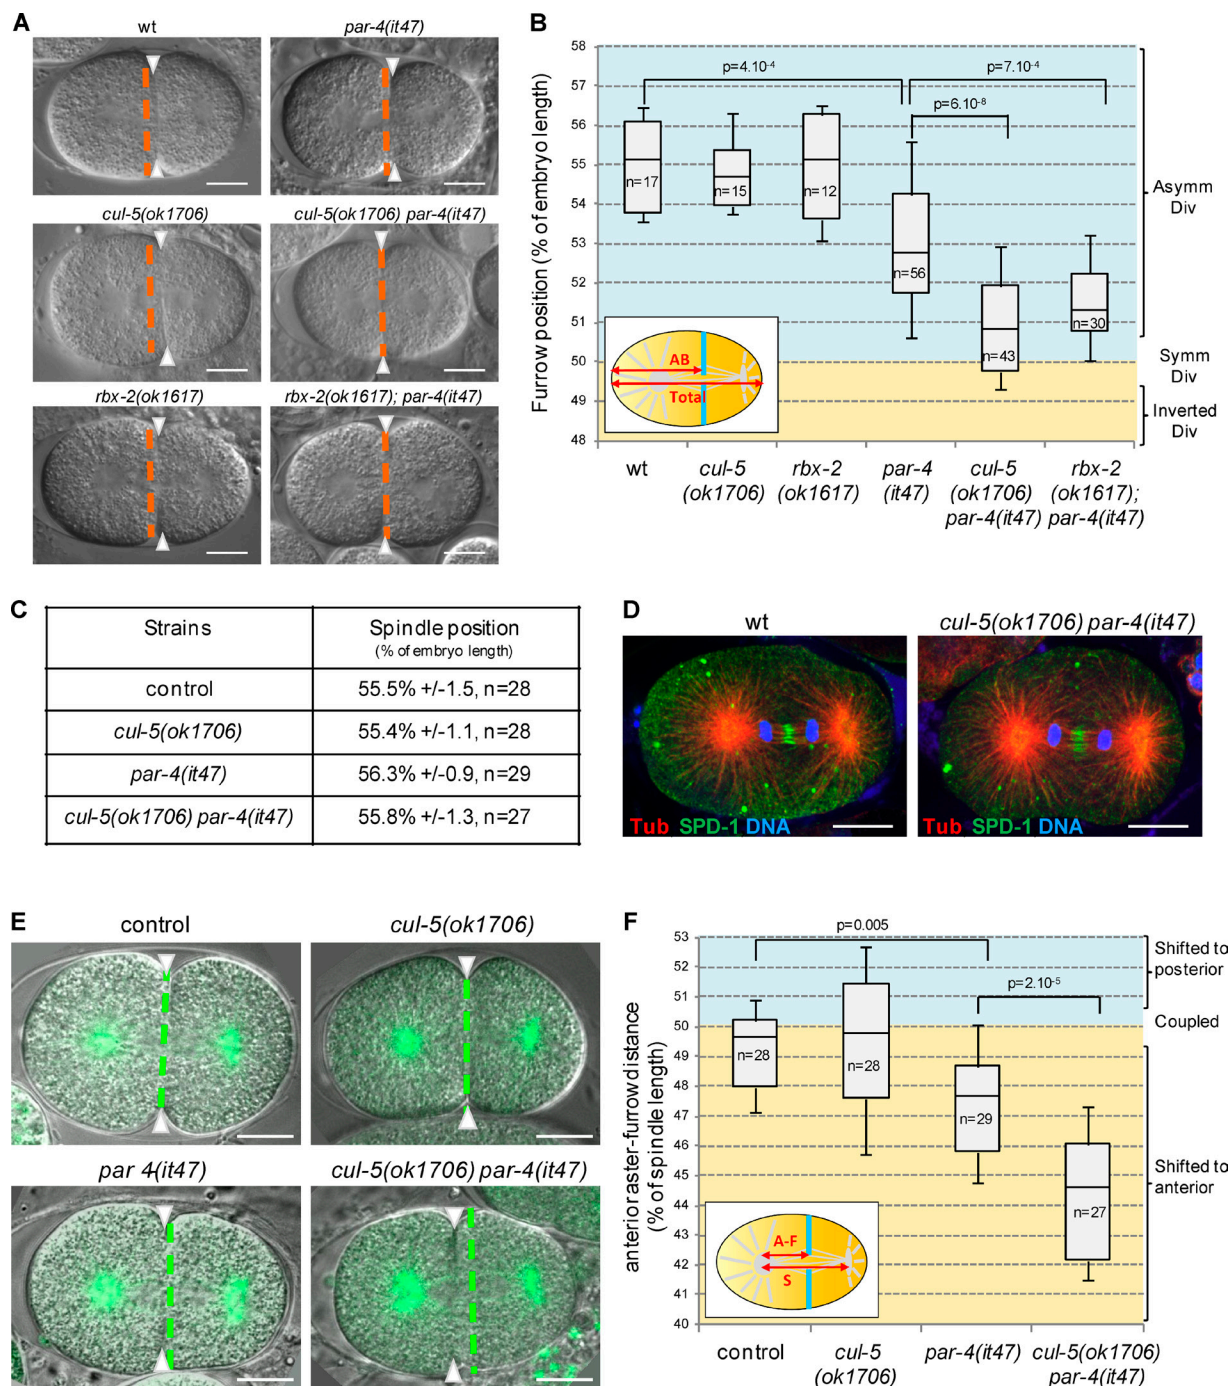 A
wt
par-4(it47)
cul-5(ok1706)
cul-5(ok1706) par-4(it47)
rbx-2(ok1617)
rbx-2(ok1617); par-4(it47)
B
Furrow position (% of embryo length)
58
57
56
55
54
53
52
51
50
49
48
p=4.10-4
p=7.10-4
p=6.10-8
n=17
n=15
n=12
n=56
n=43
n=30
AB
Total
Asymm
Div
Symm
Div
Inverted
Div
wt
cul-5
(ok1706)
rbx-2
(ok1617)
par-4
(it47)
cul-5
(ok1706)
par-4(it47)
rbx-2
(ok1617);
par-4(it47)
C
Strains
Spindle position
(% of embryo length)
control
55.5% +/-1.5, n=28
cul-5(ok1706)
55.4% +/-1.1, n=28
par-4(it47)
56.3% +/-0.9, n=29
cul-5(ok1706) par-4(it47)
55.8% +/-1.3, n=27
D
wt
cul-5(ok1706) par-4(it47)
Tub SPD-1 DNA
Tub SPD-1 DNA
E
control
cul-5(ok1706)
par 4(it47)
cul-5(ok1706) par-4(it47)
F
anterior aster-furrow distance
(% of spindle length)
53
52
51
50
49
48
47
46
45
44
43
42
41
40
p=0.005
p=2.10-5
n=28
n=28
n=29
n=27
A-F
S
Shifted to
posterior
Coupled
Shifted to
anterior
control
cul-5
(ok1706)
par-4(it47)
cul-5(ok1706)
par-4(it47)